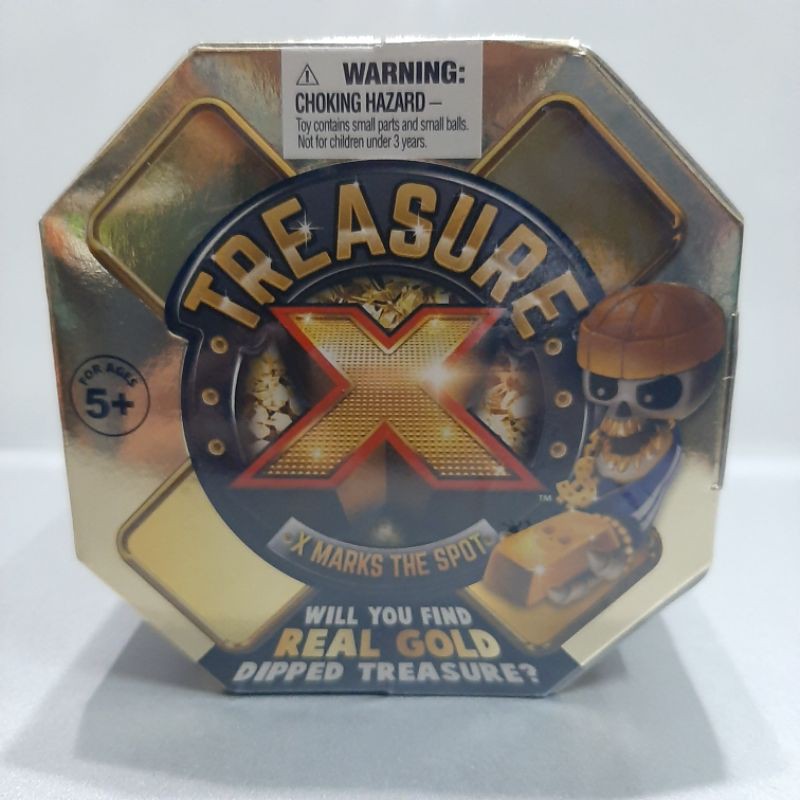 ⚠ WARNING:
CHOKING HAZARD –
Toy contains small parts and small balls.
Not for children under 3 years.
TREASURE
X
TM
FOR AGES
5+
X MARKS THE SPOT
WILL YOU FIND
REAL GOLD
DIPPED TREASURE?